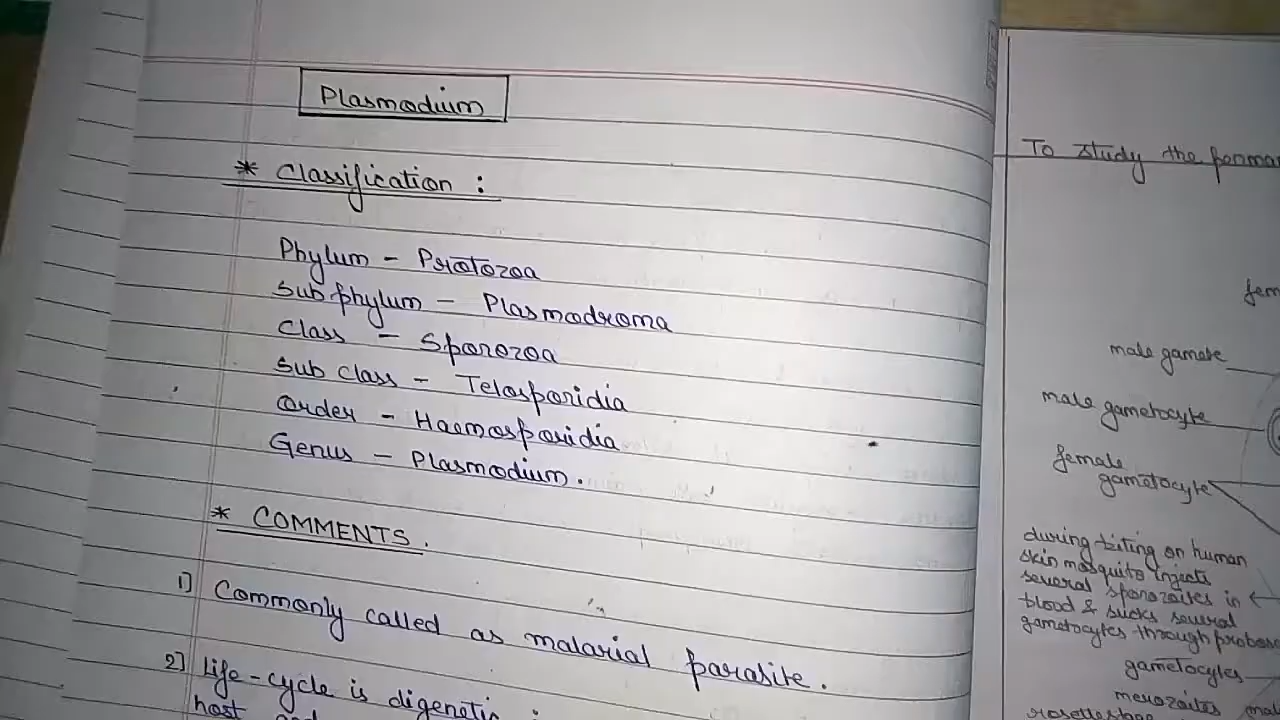 Plasmodium
* Classification :
Phylum - Protozoa
Sub phylum - Plasmodroma
Class - Sporozoa
Sub class - Telosporidia
Order - Haemosporidia
Genus - Plasmodium.
* COMMENTS.
1] Commonly called as malarial parasite.
2] Life-cycle is digenetic
host
To study the
male gamete
male gametocyte
female
gametocyte
during biting on human
skin mosquito injects
several sporozoites in
blood & sucks several
gametocytes through
gametocytes